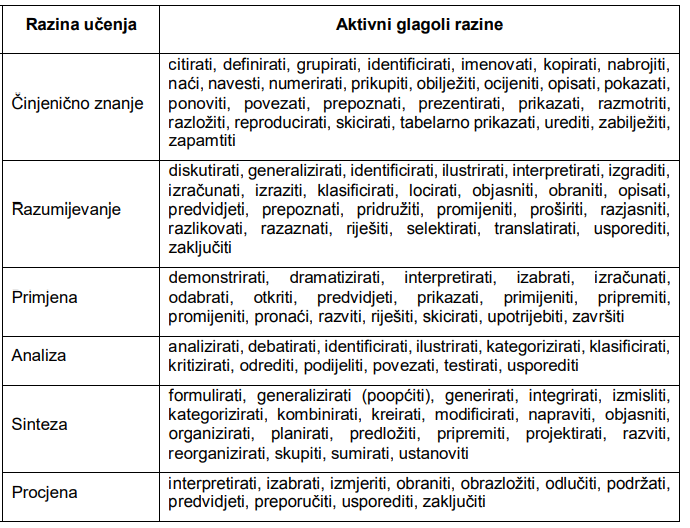 Razina učenja
Aktivni glagoli razine
Činjenično znanje
citirati, definirati, grupirati, identificirati, imenovati, kopirati, nabrojiti,
naći, navesti, numerirati, prikupiti, obilježiti, ocijeniti, opisati, pokazati,
ponoviti, povezati, prepoznati, prezentirati, prikazati, razmotriti,
razložiti, reproducirati, skicirati, tabelarno prikazati, urediti, zabilježiti,
zapamtiti
Razumijevanje
diskutirati, generalizirati, identificirati, ilustrirati, interpretirati, izgraditi,
izračunati, izraziti, klasificirati, locirati, objasniti, obraniti, opisati,
predvidjeti, prepoznati, pridružiti, promijeniti, proširiti, razjasniti,
razlikovati, razaznati, riješiti, selektirati, translatirati, usporediti,
zaključiti
Primjena
demonstrirati, dramatizirati, interpretirati, izabrati, izračunati,
odabrati, otkriti, predvidjeti, prikazati, primijeniti, pripremiti,
promijeniti, pronaći, razviti, riješiti, skicirati, upotrijebiti, završiti
Analiza
analizirati, debatirati, identificirati, ilustrirati, kategorizirati, klasificirati,
kritizirati, odrediti, podijeliti, povezati, testirati, usporediti
Sinteza
formulirati, generalizirati (poopćiti), generirati, integrirati, izmisliti,
kategorizirati, kombinirati, kreirati, modificirati, napraviti, objasniti,
organizirati, planirati, predložiti, pripremiti, projektirati, razviti,
reorganizirati, skupiti, sumirati, ustanoviti
Procjena
interpretirati, izabrati, izmjeriti, obraniti, obrazložiti, odlučiti, podržati,
predvidjeti, preporučiti, usporediti, zaključiti